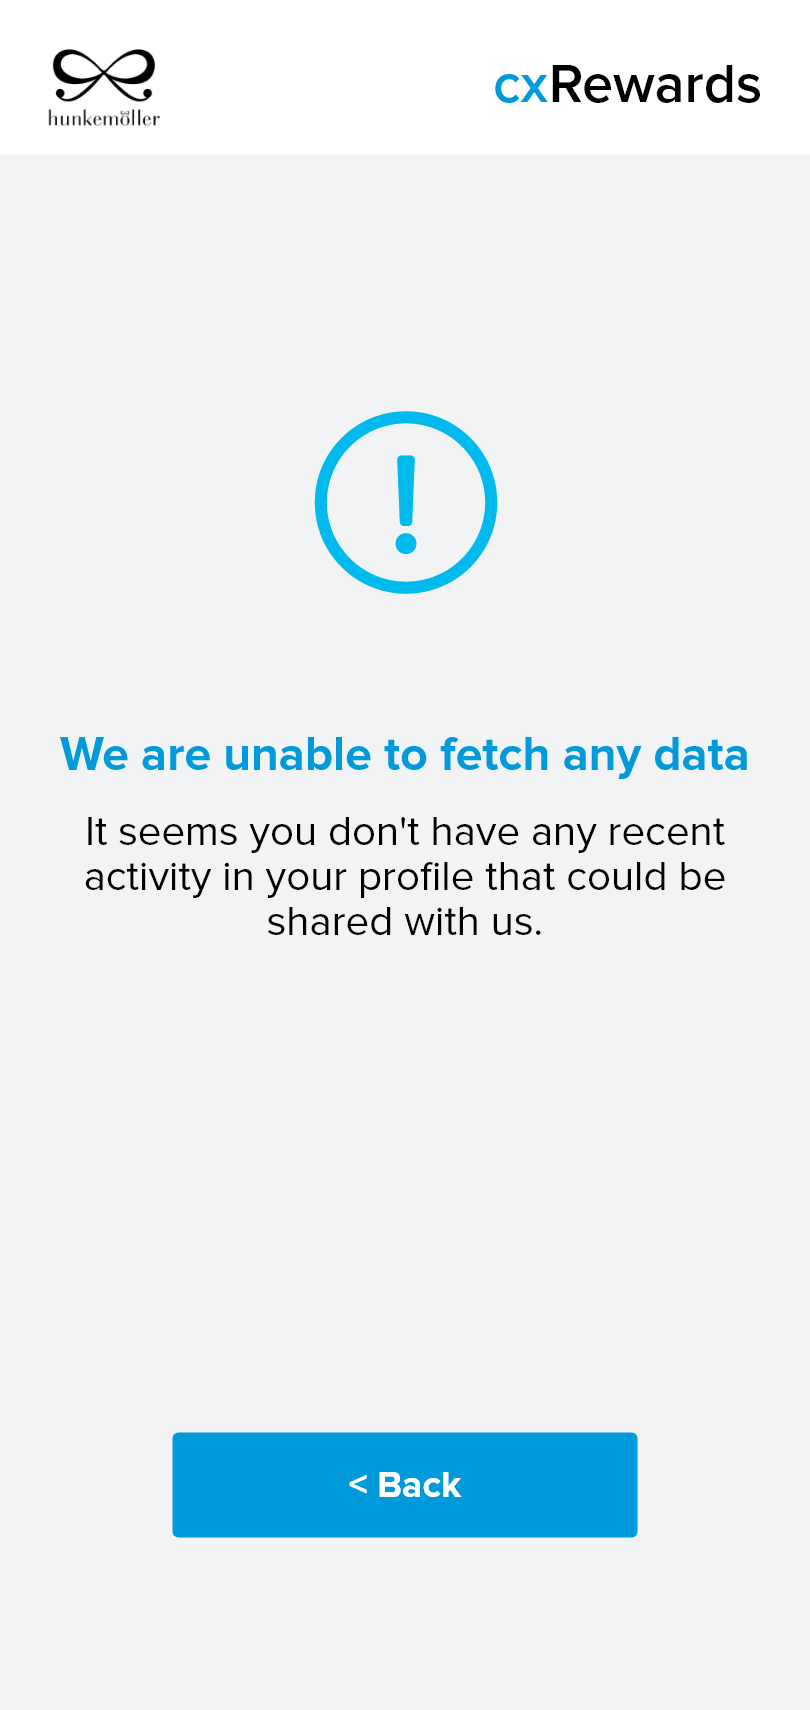 hunkemöller
cxRewards
We are unable to fetch any data
It seems you don't have any recent
activity in your profile that could be
shared with us.
< Back